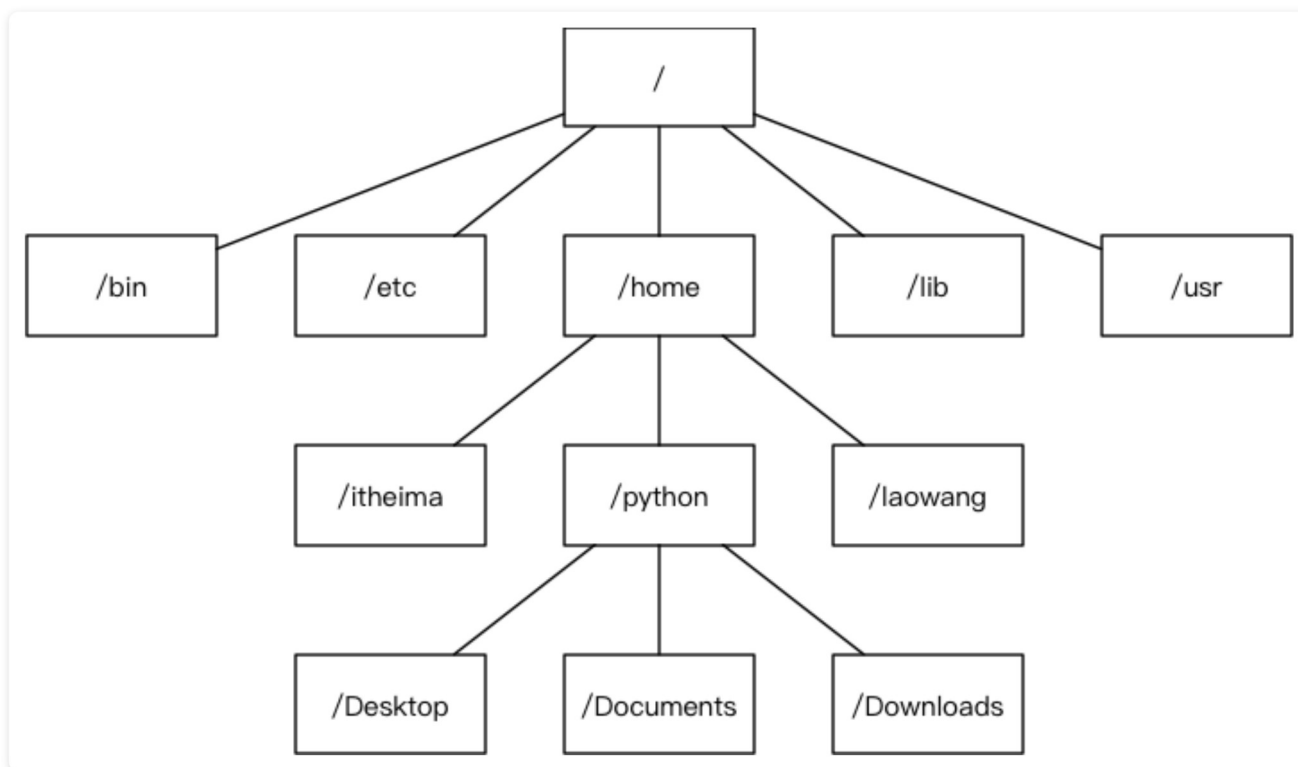 /
/bin
/etc
/home
/lib
/usr
/itheima
/python
/laowang
/Desktop
/Documents
/Downloads